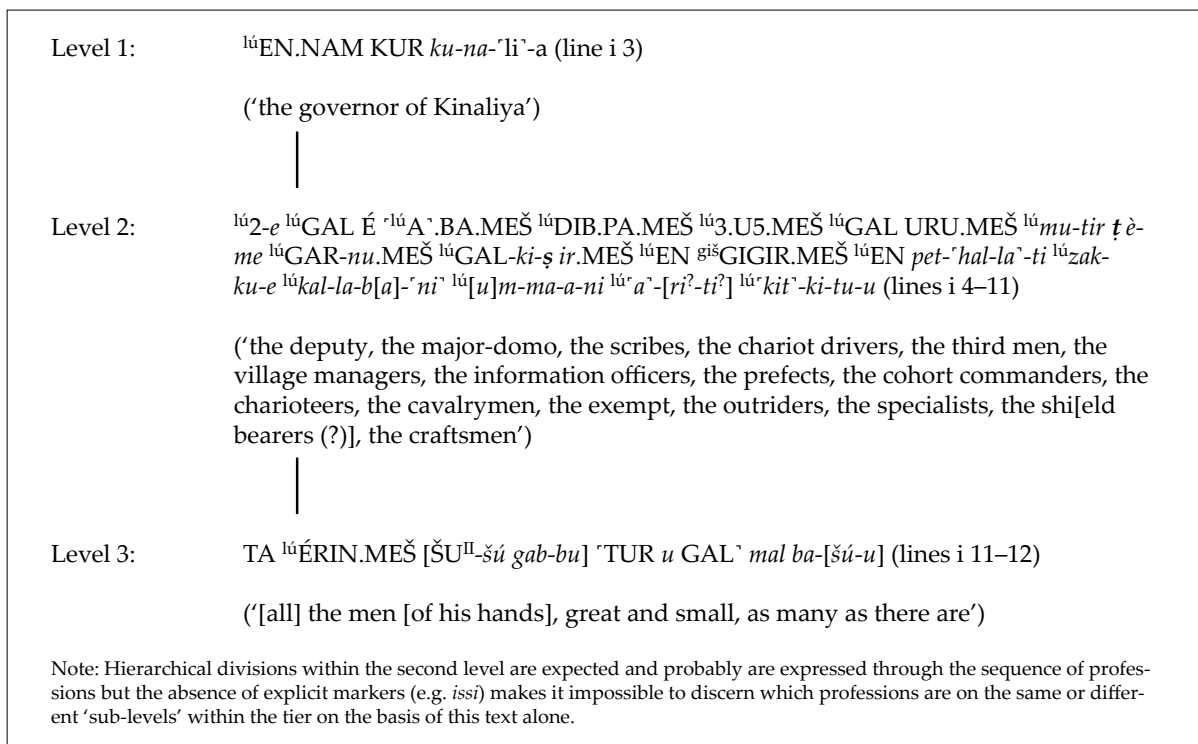 Level 1: ˡúEN.NAM KUR ku-na-⸢li⸣-a (line i 3)
(‘the governor of Kinaliya’)
Level 2: ˡú2-e ˡúGAL É ⸢ˡúA⸣.BA.MEŠ ˡúDIB.PA.MEŠ ˡú3.U5.MEŠ ˡúGAL URU.MEŠ ˡúmu-tir ṭ è-
me ˡúGAR-nu.MEŠ ˡúGAL-ki-ṣ ir.MEŠ ˡúEN ᵍⁱšGIGIR.MEŠ ˡúEN pet-⸢hal-la⸣-ti ˡúzak-
ku-e ˡúkal-la-b[a]-⸢ni⸣ ˡú[u]m-ma-a-ni ˡú⸢a⸣-[ri?-ti?] ˡú⸢kit⸣-ki-tu-u (lines i 4–11)
(‘the deputy, the major-domo, the scribes, the chariot drivers, the third men, the
village managers, the information officers, the prefects, the cohort commanders, the
charioteers, the cavalrymen, the exempt, the outriders, the specialists, the shi[eld
bearers (?)], the craftsmen’)
Level 3: TA ˡúÉRIN.MEŠ [ŠUᴵᴵ-šú gab-bu] ⸢TUR u GAL⸣ mal ba-[šú-u] (lines i 11–12)
(‘[all] the men [of his hands], great and small, as many as there are’)
Note: Hierarchical divisions within the second level are expected and probably are expressed through the sequence of profes-
sions but the absence of explicit markers (e.g. issi) makes it impossible to discern which professions are on the same or differ-
ent ‘sub-levels’ within the tier on the basis of this text alone.